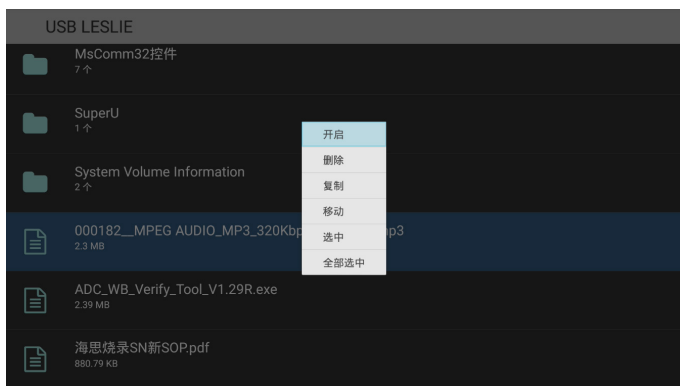 USB LESLIE
MsComm32控件
7 个
SuperU
1 个
System Volume Information
2 个
000182__MPEG AUDIO_MP3_320Kbp
p3
2.3 MB
ADC_WB_Verify_Tool_V1.29R.exe
2.39 MB
海思烧录SN新SOP.pdf
880.79 KB
开启
删除
复制
移动
选中
全部选中